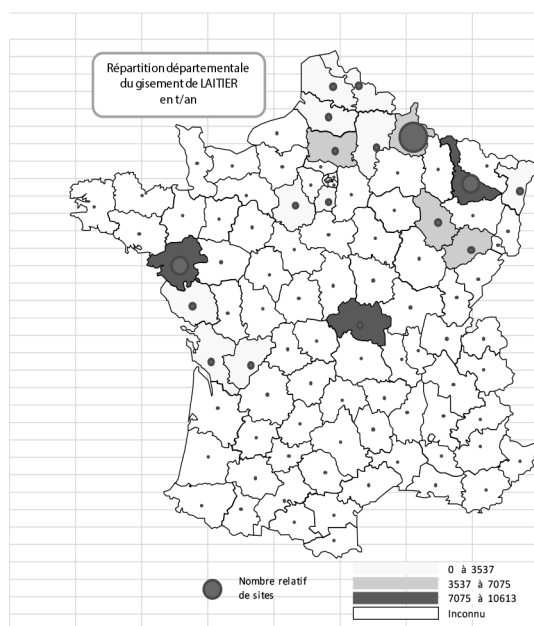 Répartition départementale
du gisement de LAITIER
en t/an
Nombre relatif
de sites
0 à 3537
3537 à 7075
7075 à 10613
Inconnu